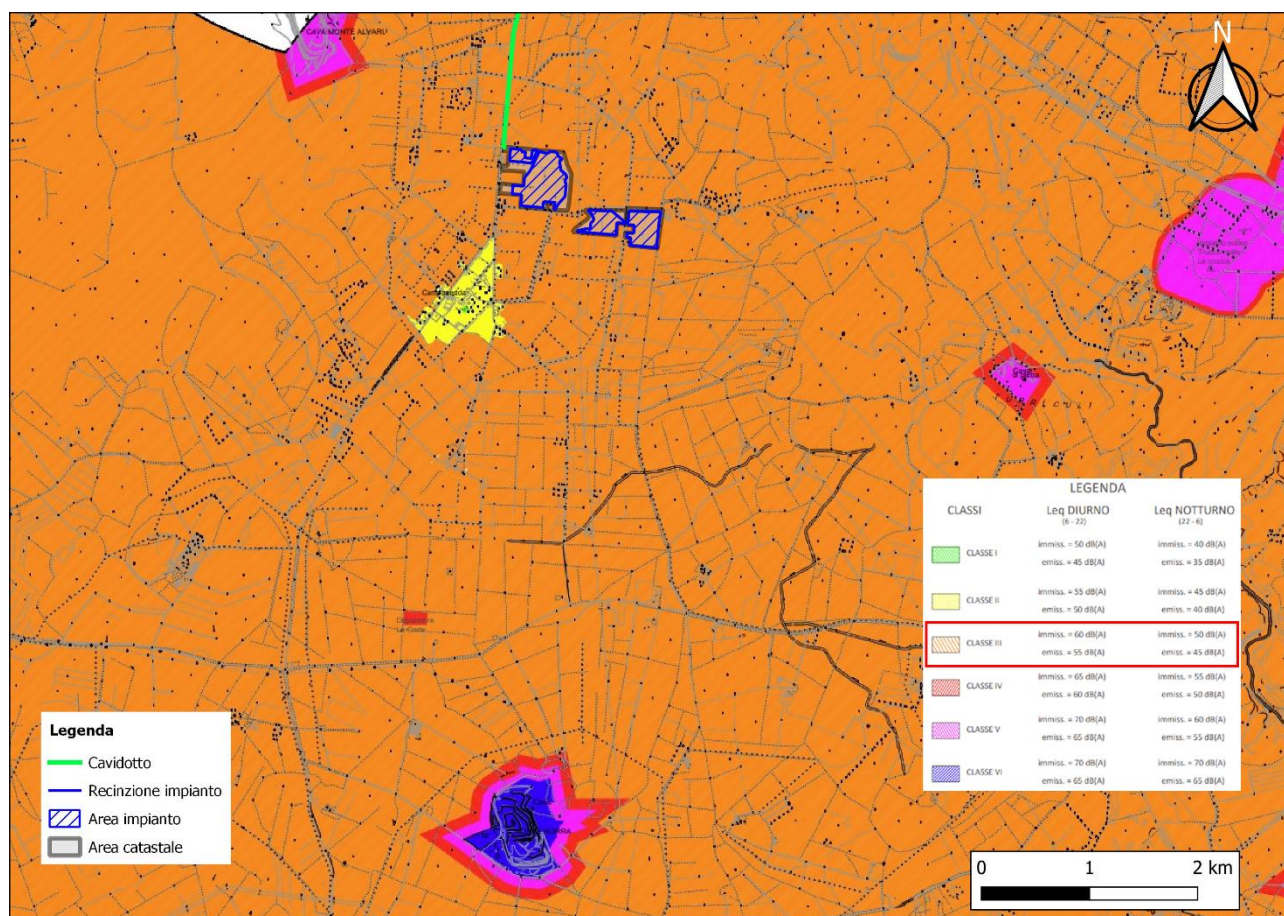 CAVA MONTE ALVARU
N
LEGENDA
CLASSI Leq DIURNO Leq NOTTURNO
(6 - 22) (22 - 6)
immiss. = 50 dB(A) immiss. = 40 dB(A)
CLASSE I
emiss. = 45 dB(A) emiss. = 35 dB(A)
immiss. = 55 dB(A) immiss. = 45 dB(A)
CLASSE II
emiss. = 50 dB(A) emiss. = 40 dB(A)
immiss. = 60 dB(A) immiss. = 50 dB(A)
CLASSE III
emiss. = 55 dB(A) emiss. = 45 dB(A)
immiss. = 65 dB(A) immiss. = 55 dB(A)
CLASSE IV
emiss. = 60 dB(A) emiss. = 50 dB(A)
immiss. = 70 dB(A) immiss. = 60 dB(A)
CLASSE V
emiss. = 65 dB(A) emiss. = 55 dB(A)
immiss. = 70 dB(A) immiss. = 70 dB(A)
CLASSE VI
emiss. = 65 dB(A) emiss. = 65 dB(A)
Depuratore
Legenda
Cavidotto
Recinzione impianto
Area impianto
Area catastale
0 1 2 km